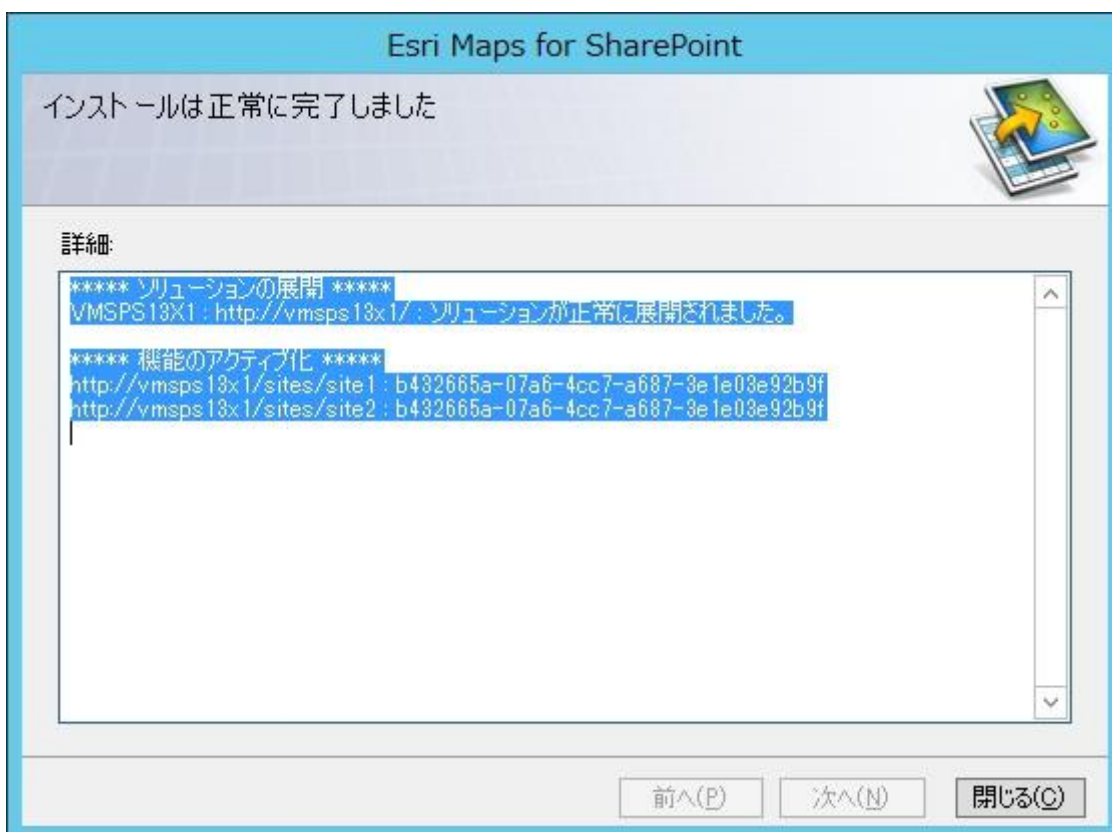 Esri Maps for SharePoint
インストールは正常に完了しました
詳細:
***** ソリューションの展開 *****
VMSPS13X1 : http://vmsps13x1/ : ソリューションが正常に展開されました。
***** 機能のアクティブ化 *****
http://vmsps13x1/sites/site1 : b432665a-07a6-4cc7-a687-3e1e03e92b9f
http://vmsps13x1/sites/site2 : b432665a-07a6-4cc7-a687-3e1e03e92b9f
前へ(P) 次へ(N) 閉じる(C)